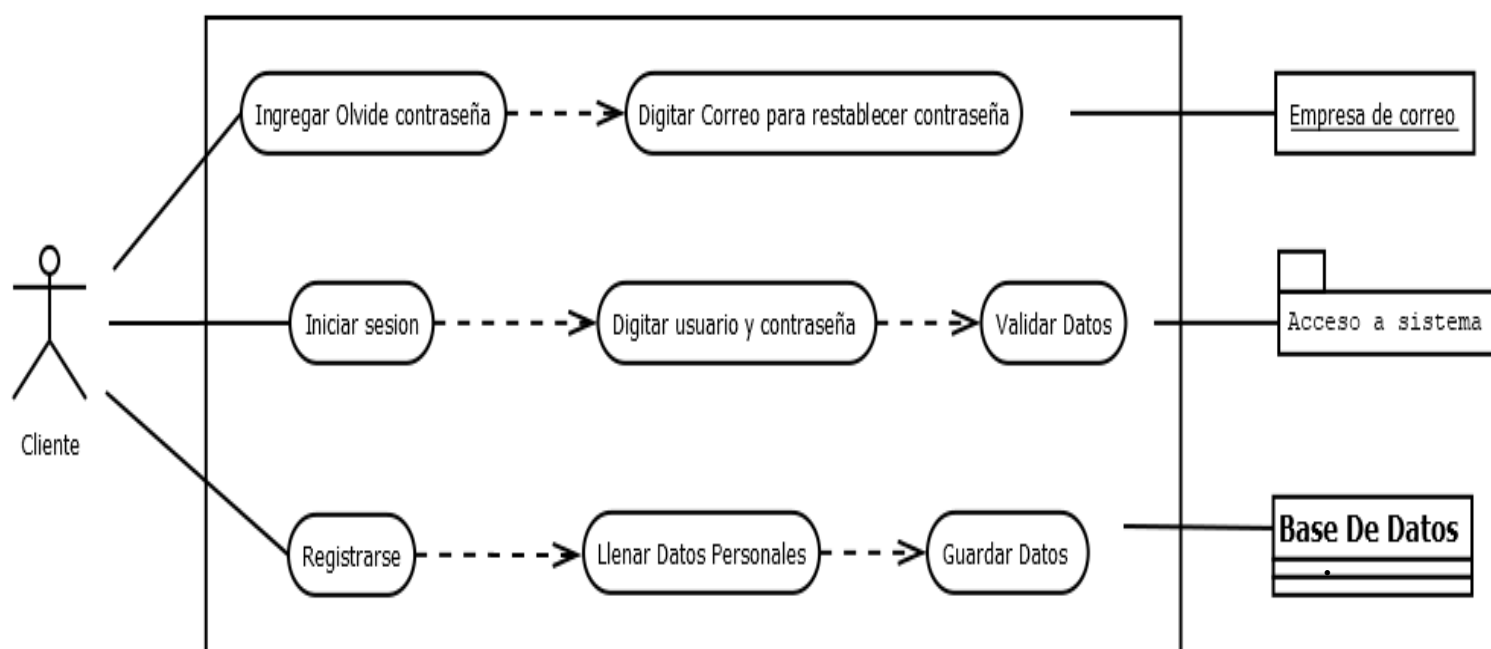 Ingregar Olvide contraseña
Digitar Correo para restablecer contraseña
Empresa de correo
Iniciar sesion
Digitar usuario y contraseña
Validar Datos
Acceso a sistema
Cliente
Registrarse
Llenar Datos Personales
Guardar Datos
Base De Datos